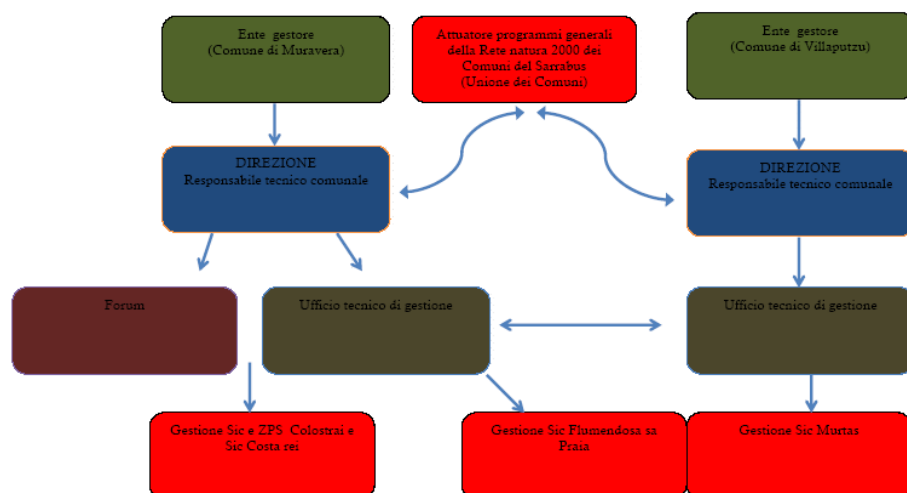 Ente gestore
(Comune di Muravera)
Attuatore programmi generali
della Rete natura 2000 dei
Comuni del Sarrabus
(Unione dei Comuni)
Ente gestore
(Comune di Villaputzu)
DIREZIONE
Responsabile tecnico comunale
DIREZIONE
Responsabile tecnico comunale
Forum
Ufficio tecnico di gestione
Ufficio tecnico di gestione
Gestione Sic e ZPS Colostrai e
Sic Costa rei
Gestione Sic Flumendosa sa
Praia
Gestione Sic Murtas